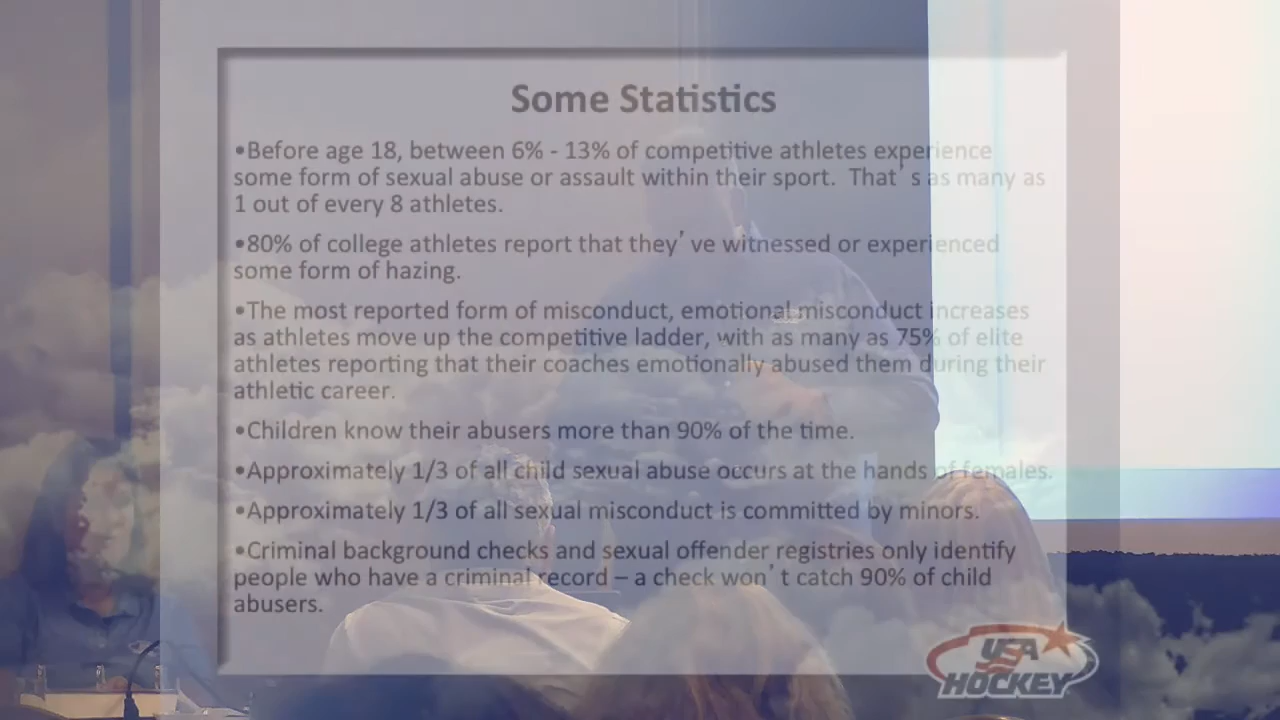 Some Statistics
•Before age 18, between 6% - 13% of competitive athletes experience
some form of sexual abuse or assault within their sport.  That’s as many as
1 out of every 8 athletes.
•80% of college athletes report that they’ve witnessed or experienced
some form of hazing.
•The most reported form of misconduct, emotional misconduct increases
as athletes move up the competitive ladder, with as many as 75% of elite
athletes reporting that their coaches emotionally abused them during their
athletic career.
•Children know their abusers more than 90% of the time.
•Approximately 1/3 of all child sexual abuse occurs at the hands of females.
•Approximately 1/3 of all sexual misconduct is committed by minors.
•Criminal background checks and sexual offender registries only identify
people who have a criminal record – a check won’t catch 90% of child
abusers.
USA
HOCKEY